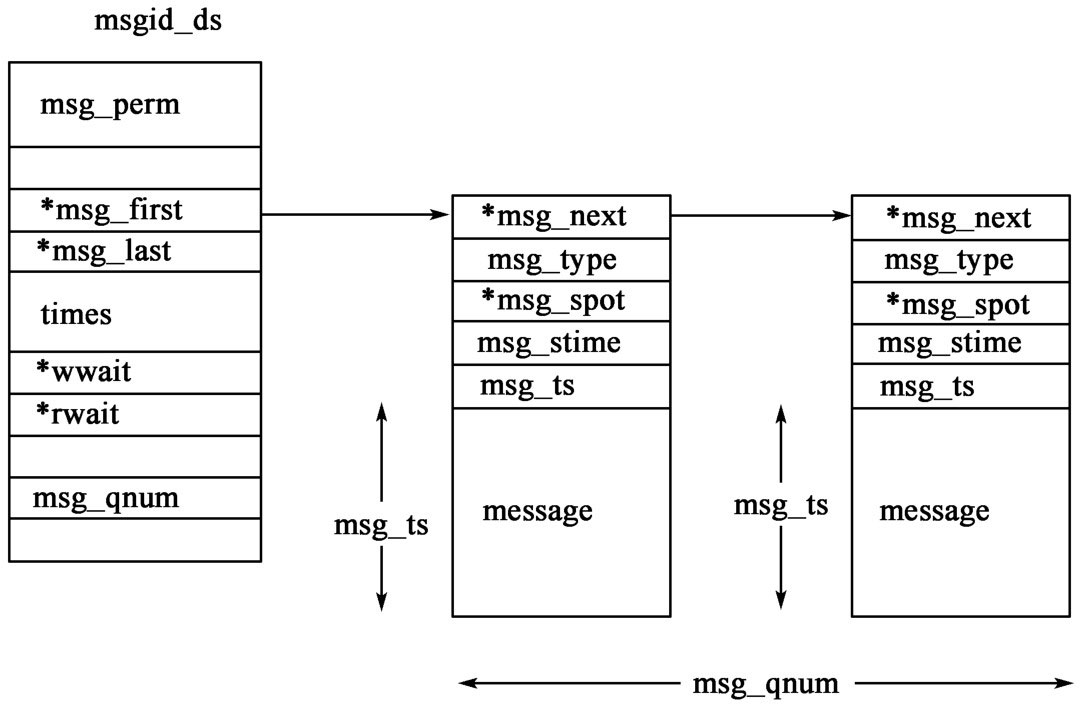 msgid_ds
msg_perm
*msg_first
*msg_last
times
*wwait
*rwait
msg_qnum
*msg_next
msg_type
*msg_spot
msg_stime
msg_ts
message
msg_ts
*msg_next
msg_type
*msg_spot
msg_stime
msg_ts
message
msg_ts
msg_qnum